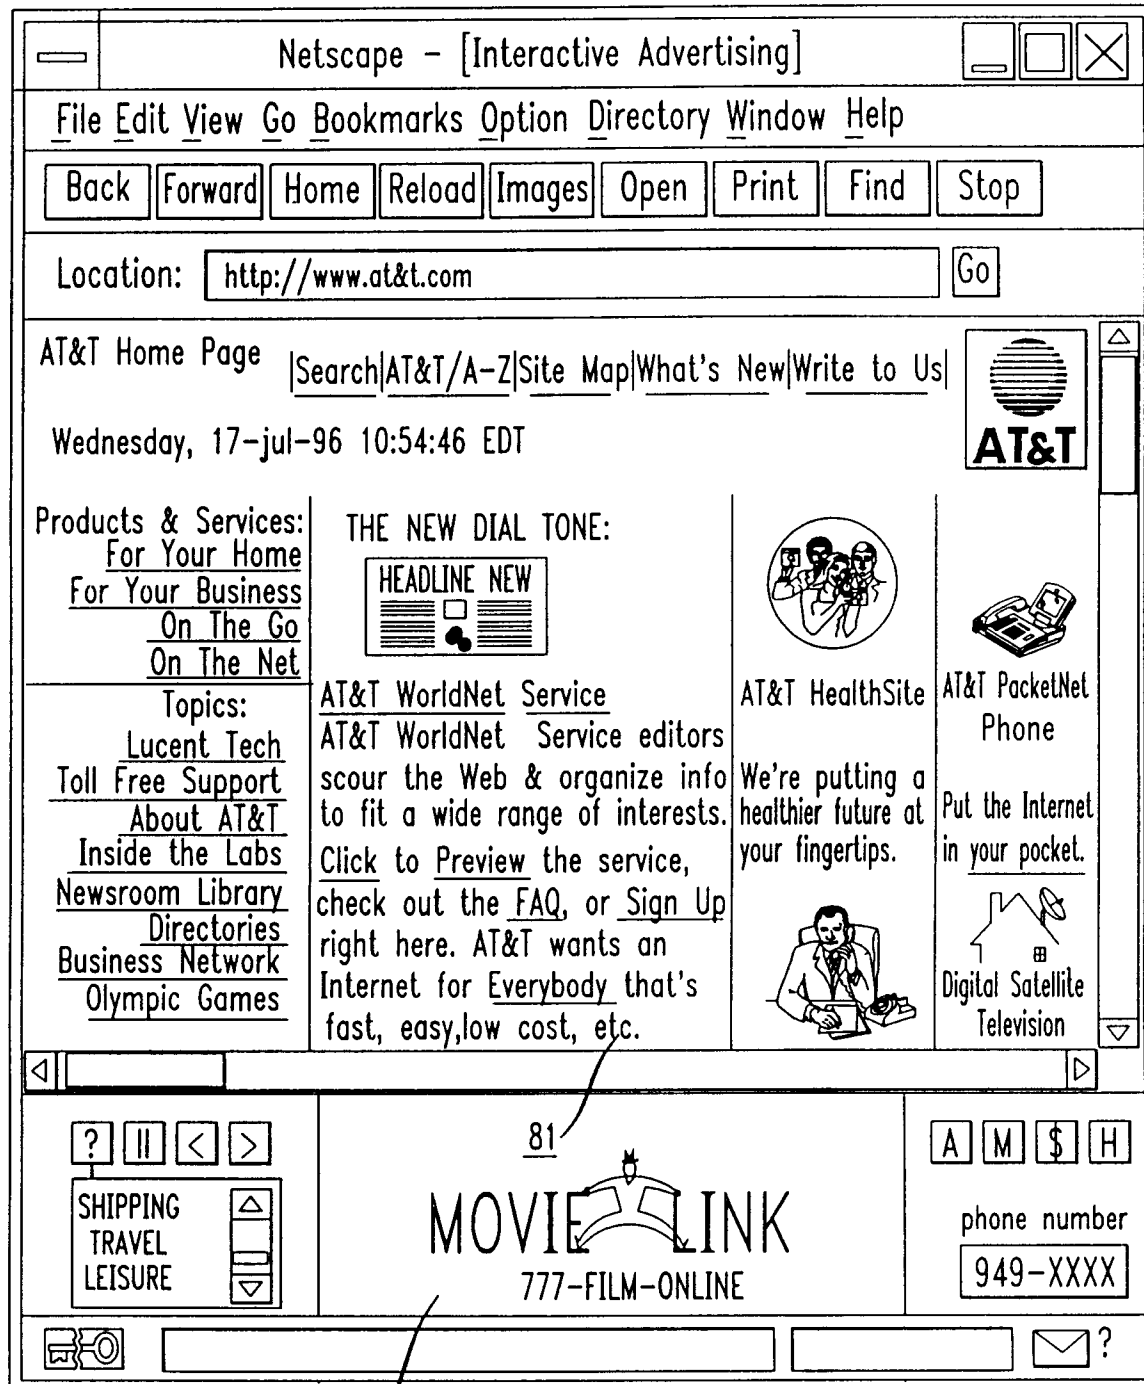 Netscape – [Interactive Advertising]
File Edit View Go Bookmarks Option Directory Window Help
Back Forward Home Reload Images Open Print Find Stop
Location: http://www.at&t.com Go
AT&T Home Page |Search|AT&T/A-Z|Site Map|What's New|Write to Us|
AT&T
Wednesday, 17-jul-96 10:54:46 EDT
Products & Services:
For Your Home
For Your Business
On The Go
On The Net
Topics:
Lucent Tech
Toll Free Support
About AT&T
Inside the Labs
Newsroom Library
Directories
Business Network
Olympic Games
THE NEW DIAL TONE:
HEADLINE NEW
AT&T WorldNet Service
AT&T WorldNet Service editors
scour the Web & organize info
to fit a wide range of interests.
Click to Preview the service,
check out the FAQ, or Sign Up
right here. AT&T wants an
Internet for Everybody that's
fast, easy,low cost, etc.
AT&T HealthSite
We're putting a
healthier future at
your fingertips.
AT&T PacketNet
Phone
Put the Internet
in your pocket.
Digital Satellite
Television
? || < >
SHIPPING
TRAVEL
LEISURE
81
MOVIE LINK
777-FILM-ONLINE
A M $ H
phone number
949-XXXX
?